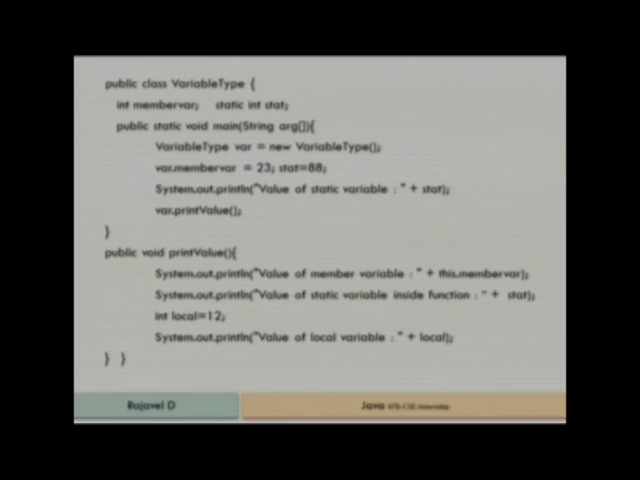 public class VariableType {
int membervar; static int stat;
public static void main(String arg[]){
VariableType var = new VariableType();
var.membervar = 23; stat=88;
System.out.println("Value of static variable : " + stat);
var.printValue();
}
public void printValue(){
System.out.println("Value of member variable : " + this.membervar);
System.out.println("Value of static variable inside function : " + stat);
int local=12;
System.out.println("Value of local variable : " + local);
} }
Rajavel D
Java